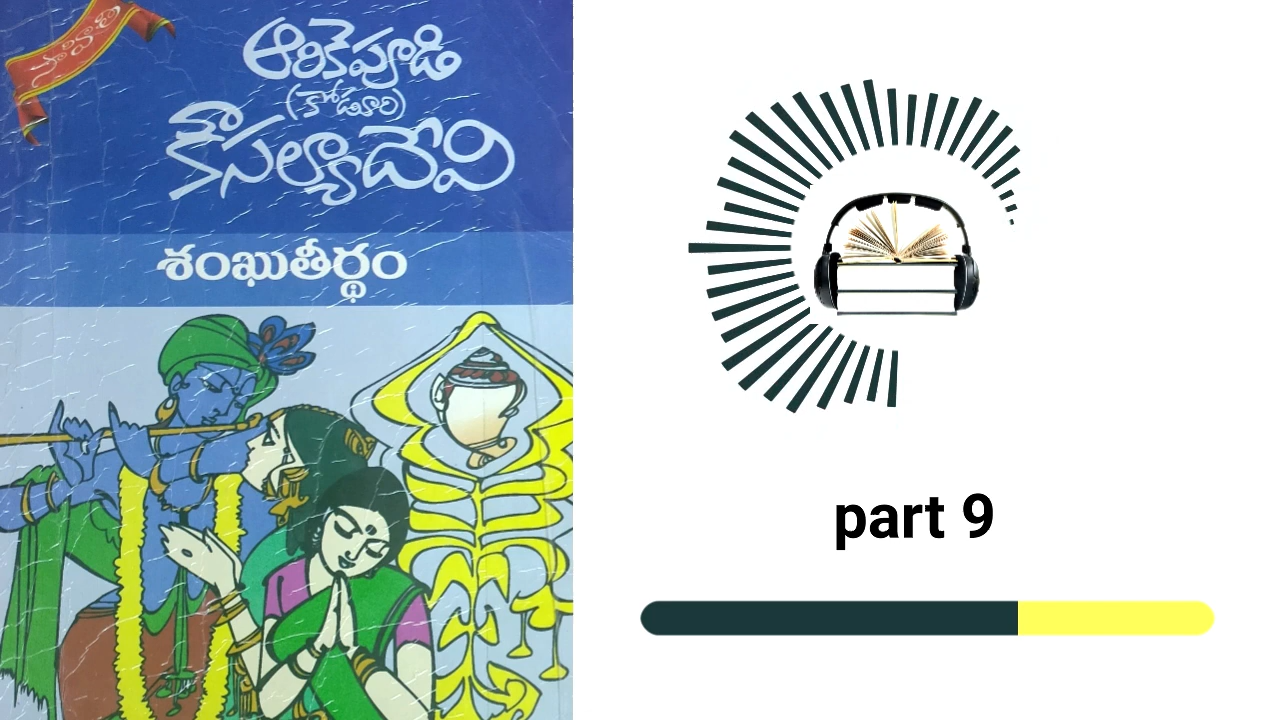 సాహితి
ఆరికెపూడి
(కోడూరి)
కౌసల్యాదేవి
శంఖుతీర్థం
part 9